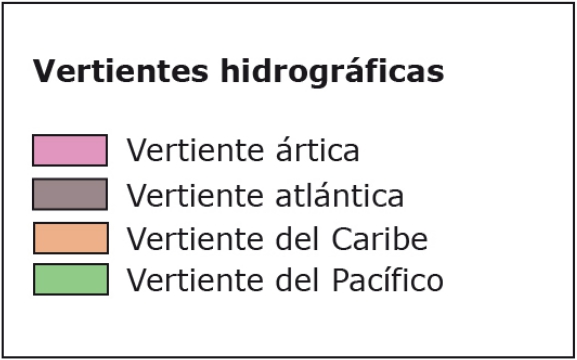 Vertientes hidrográficas
Vertiente ártica
Vertiente atlántica
Vertiente del Caribe
Vertiente del Pacífico